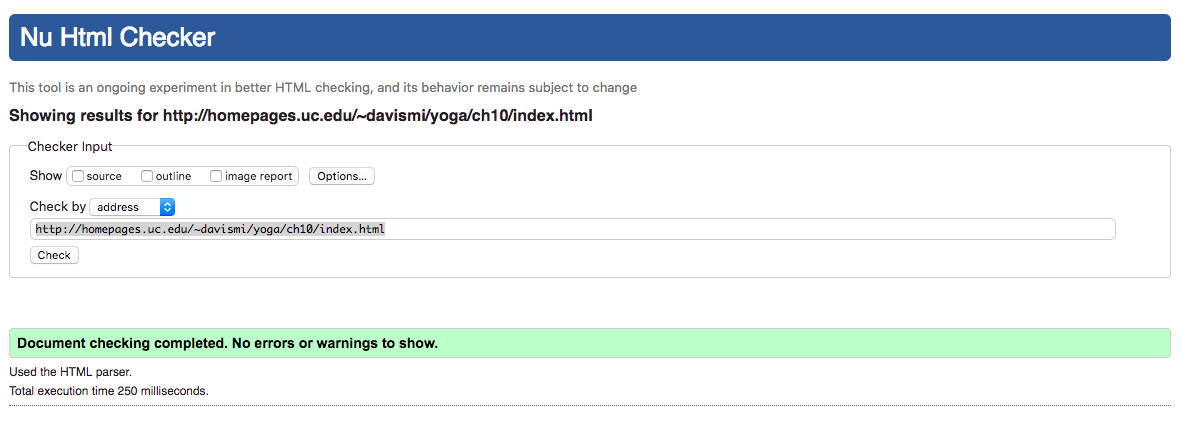 Nu Html Checker
This tool is an ongoing experiment in better HTML checking, and its behavior remains subject to change
Showing results for http://homepages.uc.edu/~davismi/yoga/ch10/index.html
Checker Input
Show source outline image report Options...
Check by address
http://homepages.uc.edu/~davismi/yoga/ch10/index.html
Check
Document checking completed. No errors or warnings to show.
Used the HTML parser.
Total execution time 250 milliseconds.